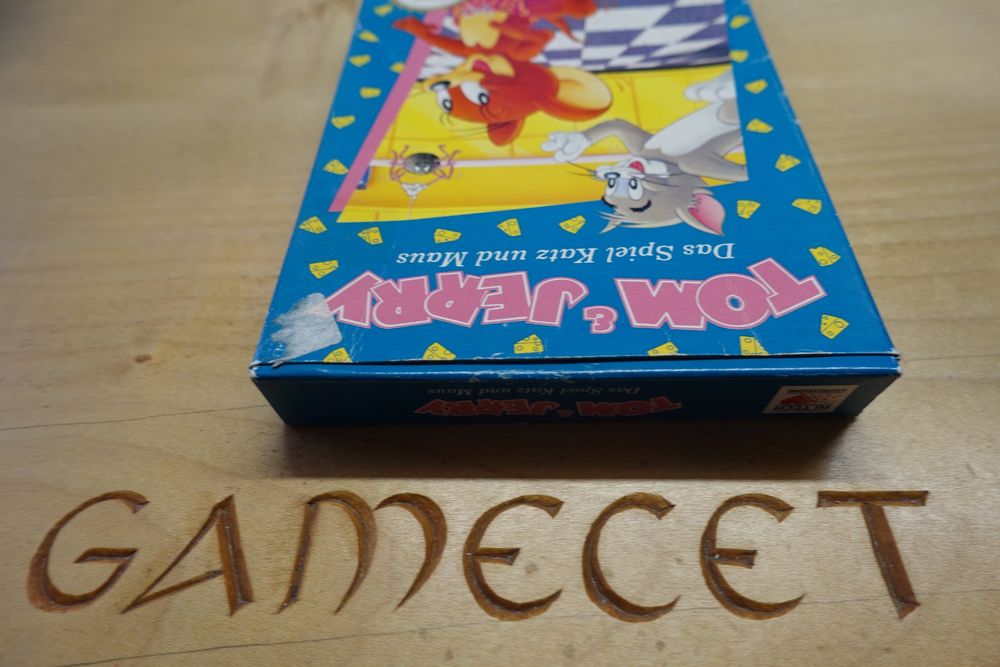 TOM & JERRY
Das Spiel Katz und Maus
TOM & JERRY
Das Spiel Katz und Maus
GAMECET